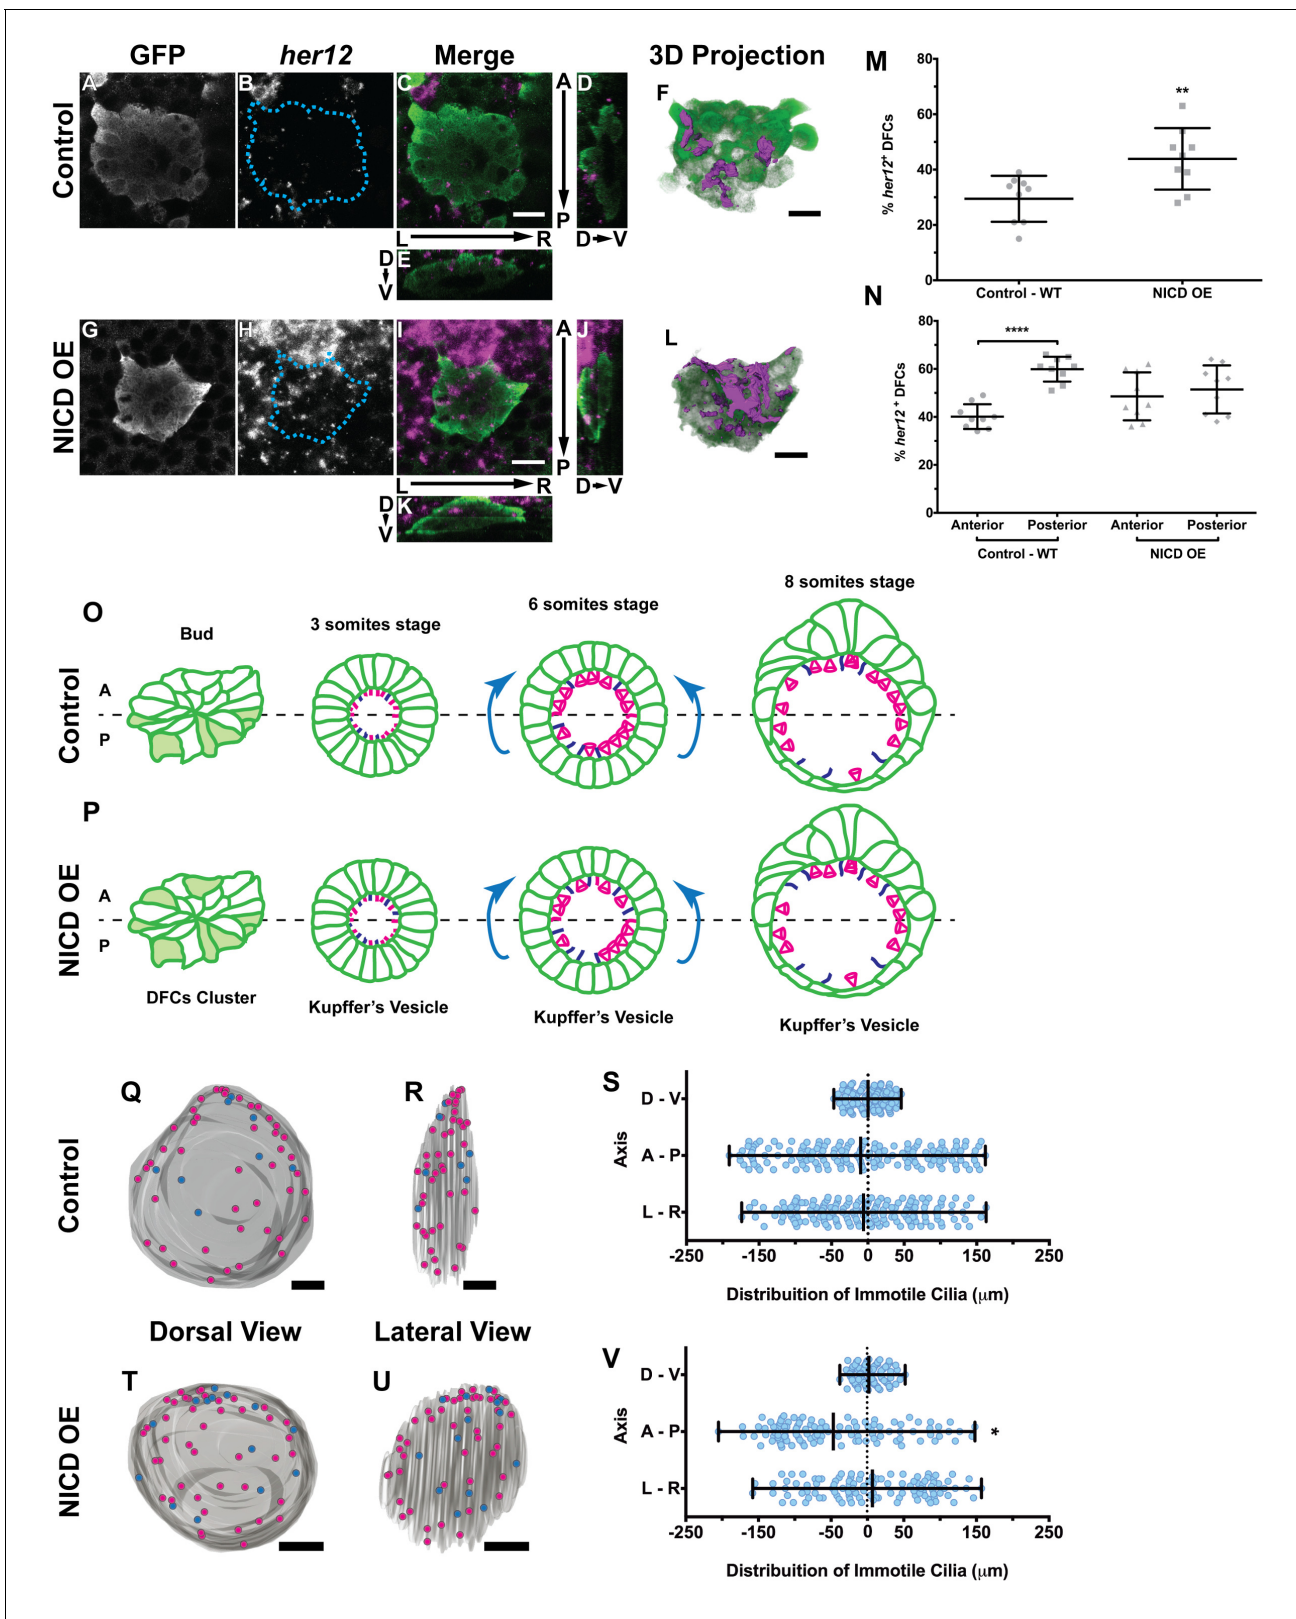 GFP
her12
Merge
3D Projection
Control
A
B
C
A
P
D
L R
D V
D
V
E
F
M
80
60
40
20
0
% her12⁺ DFCs
**
Control - WT
NICD OE
NICD OE
G
H
I
A
P
J
L R
D V
D
V
K
L
N
80
60
40
20
0
% her12 ⁺ DFCs
****
Anterior Posterior Anterior Posterior
Control - WT NICD OE
O
Bud
3 somites stage
6 somites stage
8 somites stage
Control
A
P
P
NICD OE
A
P
DFCs Cluster
Kupffer's Vesicle
Kupffer's Vesicle
Kupffer's Vesicle
Control
Q
R
S
Axis
D - V
A - P
L - R
-250 -150 -50 0 50 150 250
Distribuition of Immotile Cilia (μm)
Dorsal View
Lateral View
NICD OE
T
U
V
Axis
D - V
A - P
*
L - R
-250 -150 -50 0 50 150 250
Distribuition of Immotile Cilia (μm)